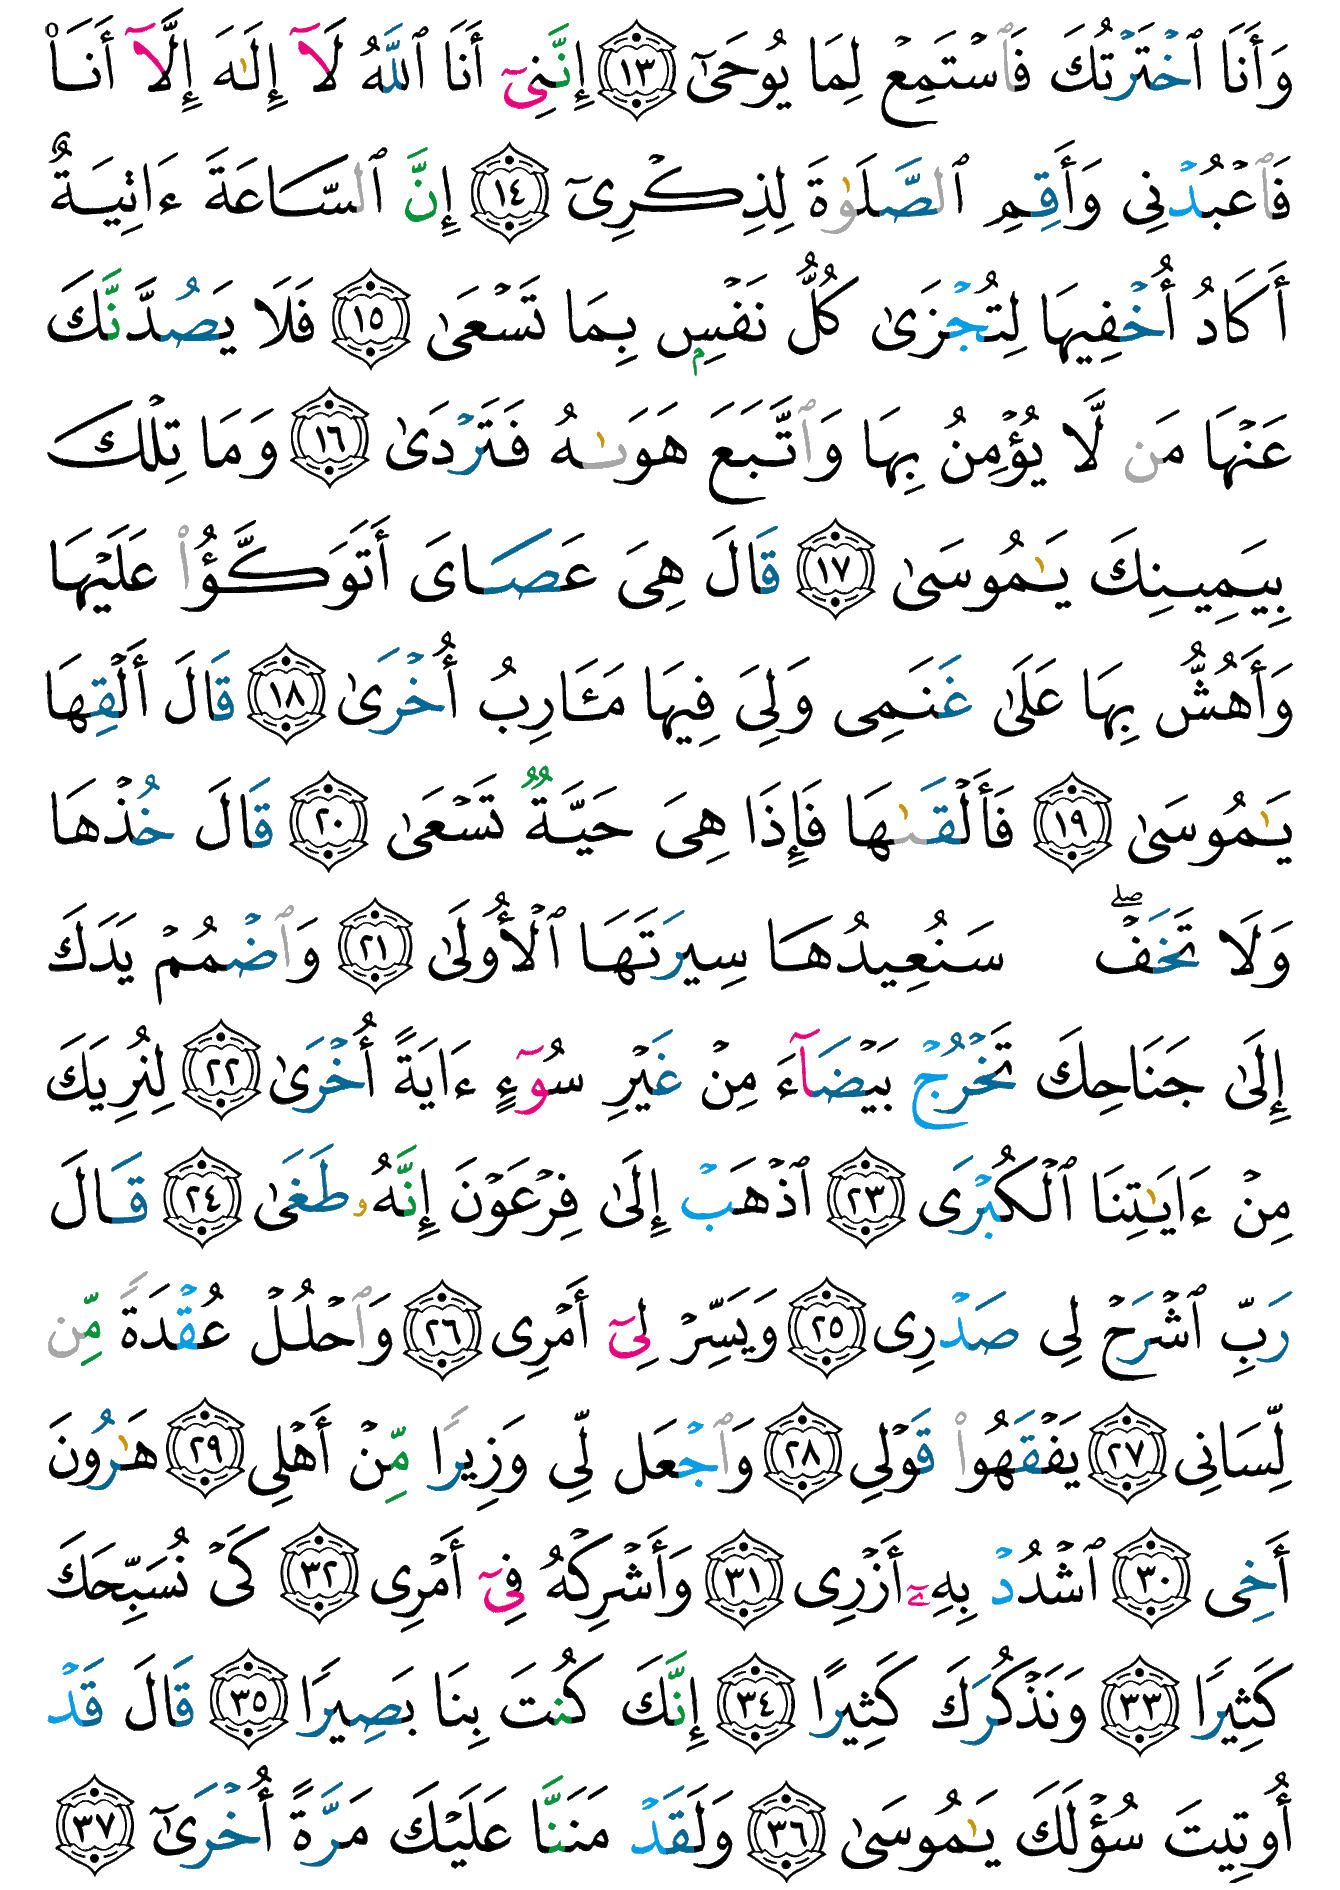 وَأَنَا ٱخْتَرْتُكَ فَٱسْتَمِعْ لِمَا يُوحَىٰٓ ١٣ إِنَّنِىٓ أَنَا ٱللَّهُ لَآ إِلَٰهَ إِلَّآ أَنَا۠
فَٱعْبُدْنِى وَأَقِمِ ٱلصَّلَوٰةَ لِذِكْرِىٓ ١٤ إِنَّ ٱلسَّاعَةَ ءَاتِيَةٌ
أَكَادُ أُخْفِيهَا لِتُجْزَىٰ كُلُّ نَفْسٍۭ بِمَا تَسْعَىٰ ١٥ فَلَا يَصُدَّنَّكَ
عَنْهَا مَن لَّا يُؤْمِنُ بِهَا وَٱتَّبَعَ هَوَىٰهُ فَتَرْدَىٰ ١٦ وَمَا تِلْكَ
بِيَمِينِكَ يَٰمُوسَىٰ ١٧ قَالَ هِىَ عَصَاىَ أَتَوَكَّؤُا۟ عَلَيْهَا
وَأَهُشُّ بِهَا عَلَىٰ غَنَمِى وَلِىَ فِيهَا مَـَٔارِبُ أُخْرَىٰ ١٨ قَالَ أَلْقِهَا
يَٰمُوسَىٰ ١٩ فَأَلْقَىٰهَا فَإِذَا هِىَ حَيَّةٌ تَسْعَىٰ ٢٠ قَالَ خُذْهَا
وَلَا تَخَفْ ۖ سَنُعِيدُهَا سِيرَتَهَا ٱلْأُولَىٰ ٢١ وَٱضْمُمْ يَدَكَ
إِلَىٰ جَنَاحِكَ تَخْرُجْ بَيْضَآءَ مِنْ غَيْرِ سُوٓءٍ ءَايَةً أُخْرَىٰ ٢٢ لِنُرِيَكَ
مِنْ ءَايَٰتِنَا ٱلْكُبْرَى ٢٣ ٱذْهَبْ إِلَىٰ فِرْعَوْنَ إِنَّهُۥ طَغَىٰ ٢٤ قَالَ
رَبِّ ٱشْرَحْ لِى صَدْرِى ٢٥ وَيَسِّرْ لِىٓ أَمْرِى ٢٦ وَٱحْلُلْ عُقْدَةً مِّن
لِّسَانِى ٢٧ يَفْقَهُوا۟ قَوْلِى ٢٨ وَٱجْعَل لِّى وَزِيرًا مِّنْ أَهْلِى ٢٩ هَٰرُونَ
أَخِى ٣٠ ٱشْدُدْ بِهِۦٓ أَزْرِى ٣١ وَأَشْرِكْهُ فِىٓ أَمْرِى ٣٢ كَىْ نُسَبِّحَكَ
كَثِيرًا ٣٣ وَنَذْكُرَكَ كَثِيرًا ٣٤ إِنَّكَ كُنتَ بِنَا بَصِيرًا ٣٥ قَالَ قَدْ
أُوتِيتَ سُؤْلَكَ يَٰمُوسَىٰ ٣٦ وَلَقَدْ مَنَنَّا عَلَيْكَ مَرَّةً أُخْرَىٰٓ ٣٧